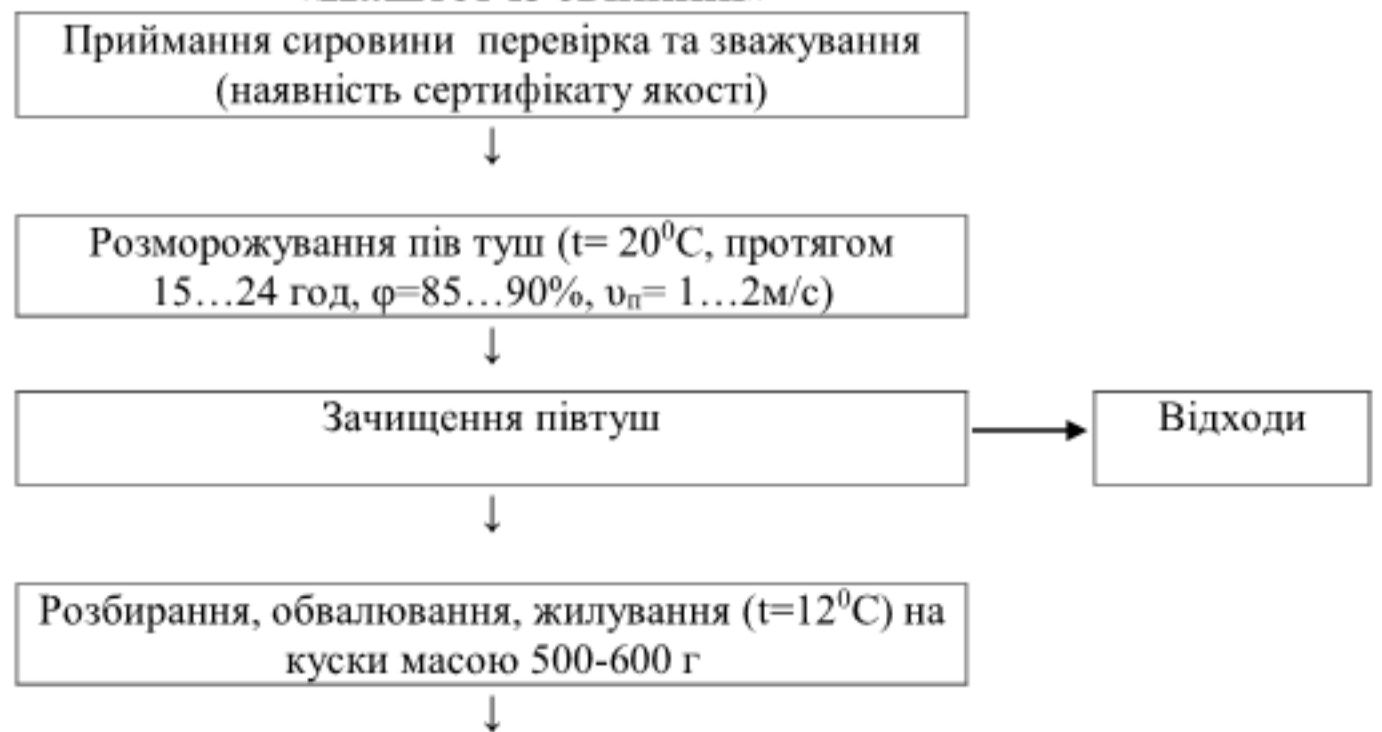 Приймання сировини перевірка та зважування
(наявність сертифікату якості)
↓
Розморожування пів туш (t= 20⁰С, протягом
15…24 год, φ=85…90%, υп= 1…2м/с)
↓
Зачищення півтуш
Відходи
↓
Розбирання, обвалювання, жилування (t=12⁰С) на
куски масою 500-600 г
↓